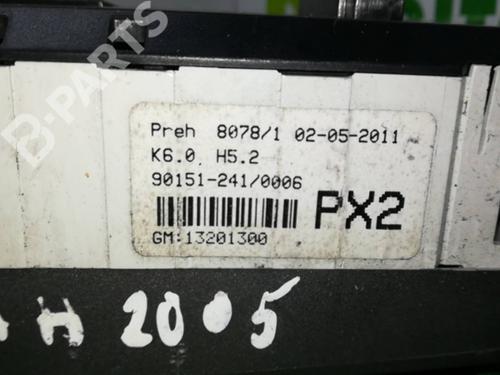 B-PARTS
Preh 8078/1 02-05-2011
K6.0 H5.2
90151-241/0006
PX2
GM:13201300
H 2005